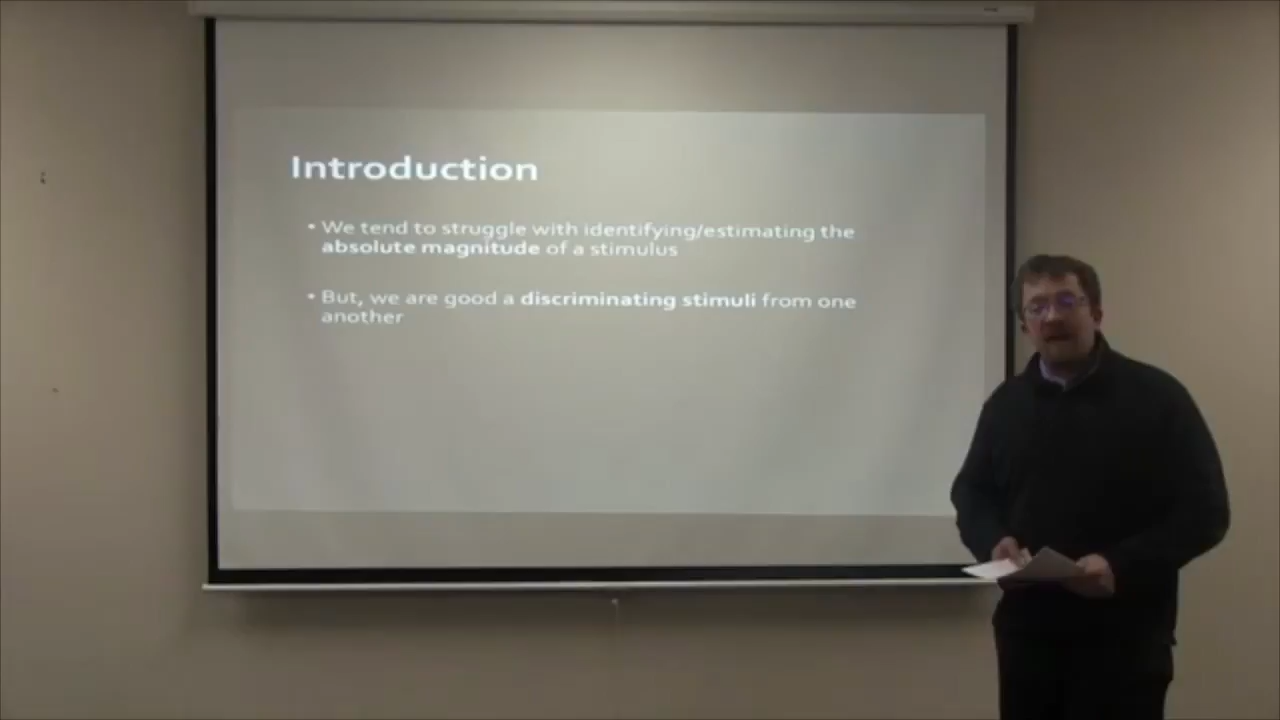 Introduction
• We tend to struggle with identifying/estimating the
absolute magnitude of a stimulus
• But, we are good a discriminating stimuli from one
another